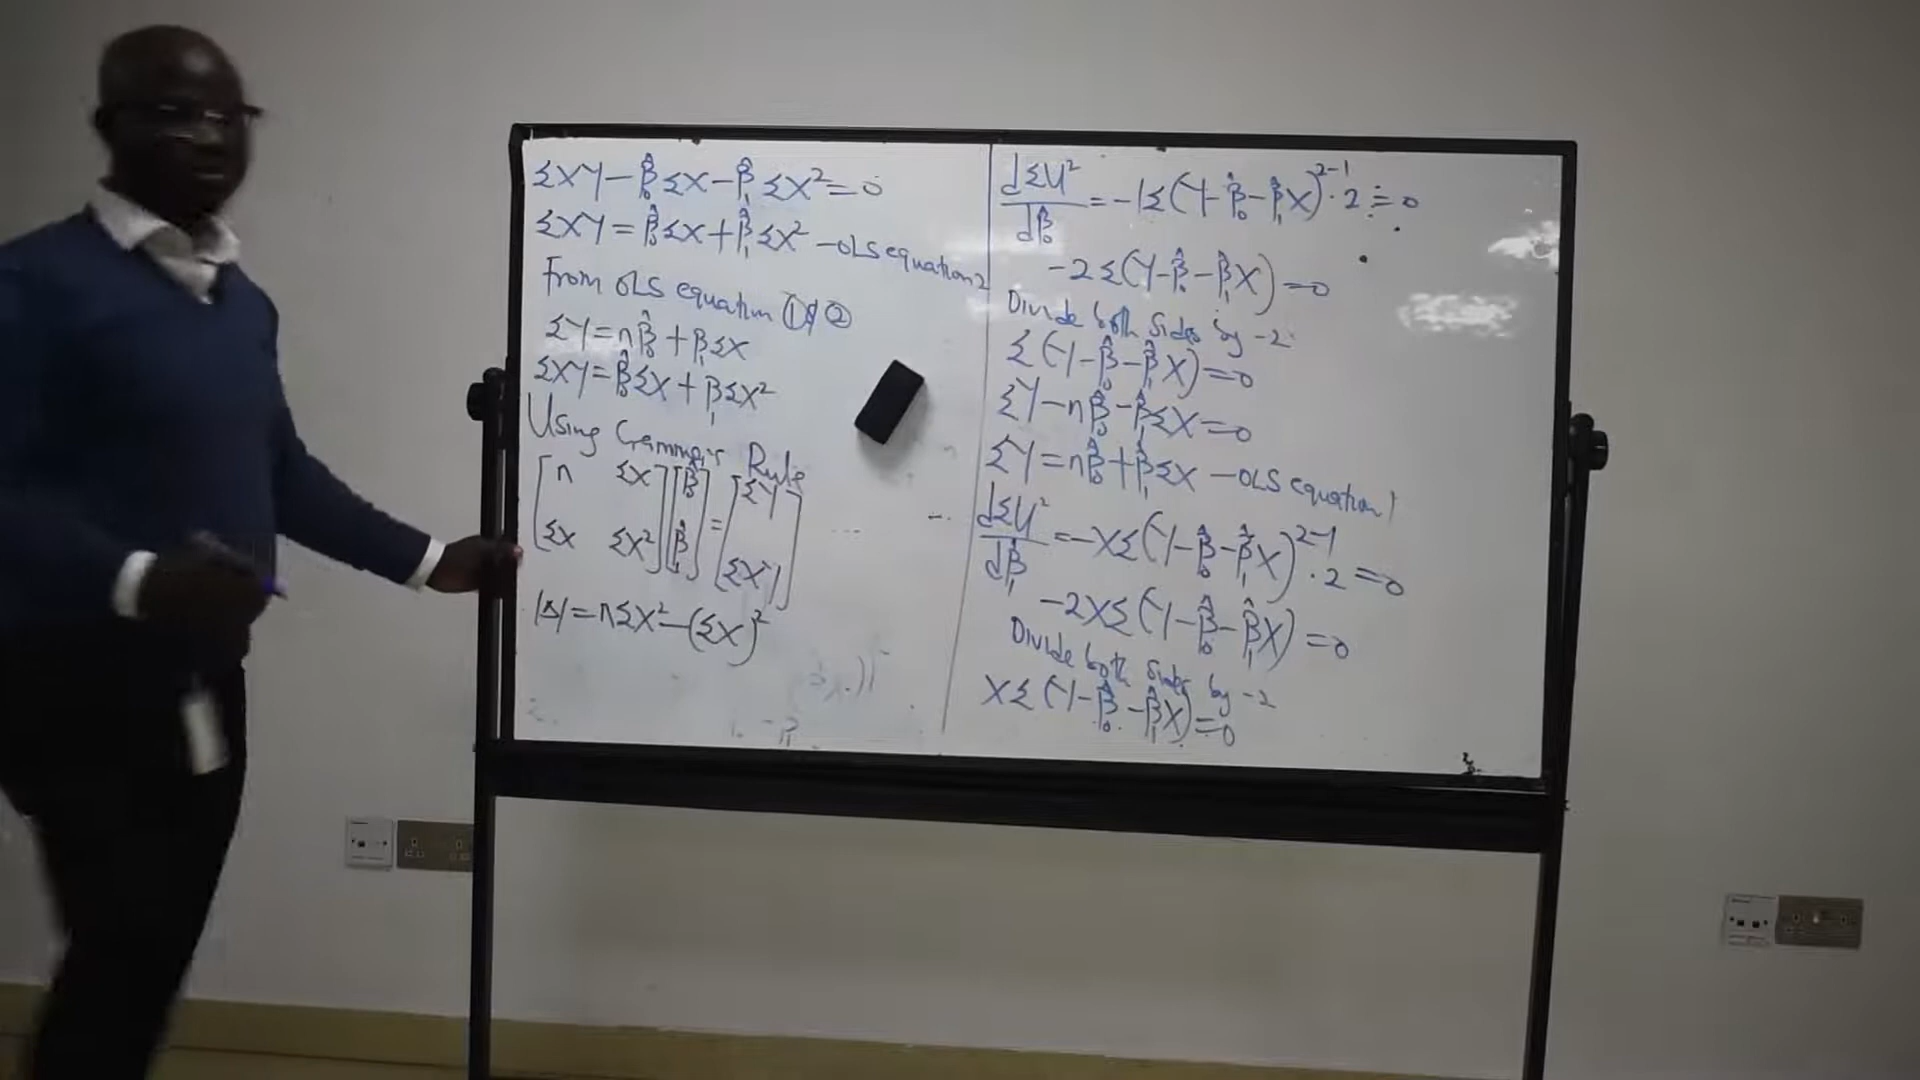 ΣXY − β̂₀ΣX − β̂₁ΣX² = 0
ΣXY = β̂₀ΣX + β̂₁ΣX² – OLS equation 2
From OLS equation ① & ②
ΣY = nβ̂₀ + β₁ΣX
ΣXY = β̂₀ΣX + β₁ΣX²
Using Crammer's Rule
[n ΣX; ΣX ΣX²] [β̂₀; β̂₁] = [ΣY; ΣXY]
|Δ| = nΣX² − (ΣX)²
dΣU²/dβ̂₀ = −1Σ(Y − β̂₀ − β̂₁X)²⁻¹ · 2 = 0
−2Σ(Y − β̂₀ − β̂₁X) = 0
Divide both sides by −2
Σ(Y − β̂₀ − β̂₁X) = 0
ΣY − nβ̂₀ − β̂₁ΣX = 0
ΣY = nβ̂₀ + β̂₁ΣX – OLS equation 1
dΣU²/dβ̂₁ = −XΣ(Y − β̂₀ − β̂₁X)²⁻¹ · 2 = 0
−2XΣ(Y − β̂₀ − β̂₁X) = 0
Divide both sides by −2
XΣ(Y − β̂₀ − β̂₁X) = 0